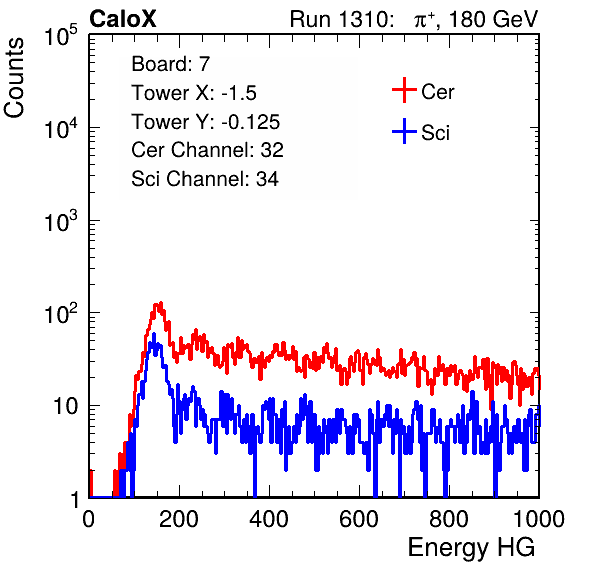 CaloX Run 1310: π⁺, 180 GeV
Counts
10⁵
10⁴
10³
10²
10
1
Board: 7
Tower X: -1.5
Tower Y: -0.125
Cer Channel: 32
Sci Channel: 34
Cer
Sci
0 200 400 600 800 1000
Energy HG